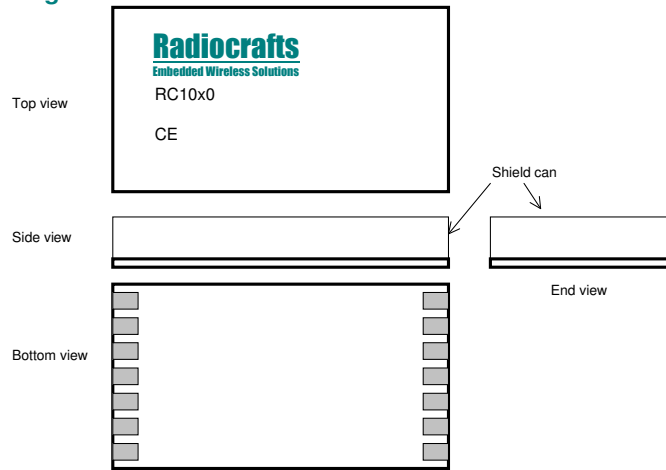 Radiocrafts
Embedded Wireless Solutions
RC10x0
Top view
CE
Shield can
Side view
End view
Bottom view